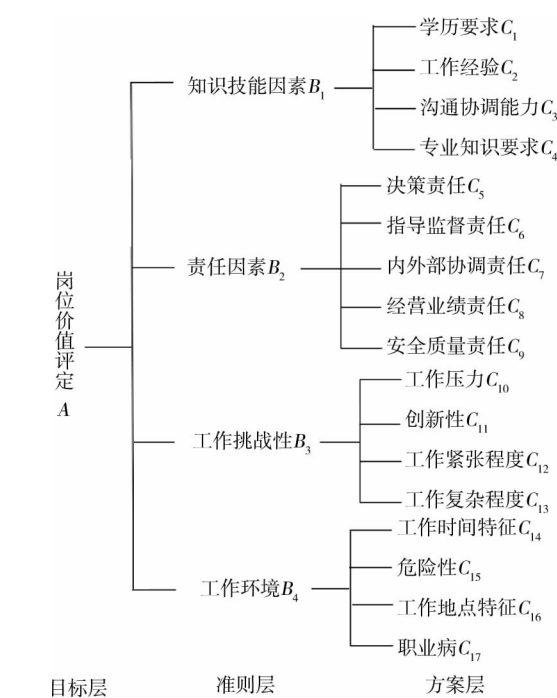 学历要求C1
工作经验C2
知识技能因素B1
沟通协调能力C3
专业知识要求C4
决策责任C5
指导监督责任C6
责任因素B2
内外部协调责任C7
经营业绩责任C8
安全质量责任C9
岗位价值评定A
工作压力C10
创新性C11
工作挑战性B3
工作紧张程度C12
工作复杂程度C13
工作时间特征C14
危险性C15
工作环境B4
工作地点特征C16
职业病C17
目标层 准则层 方案层